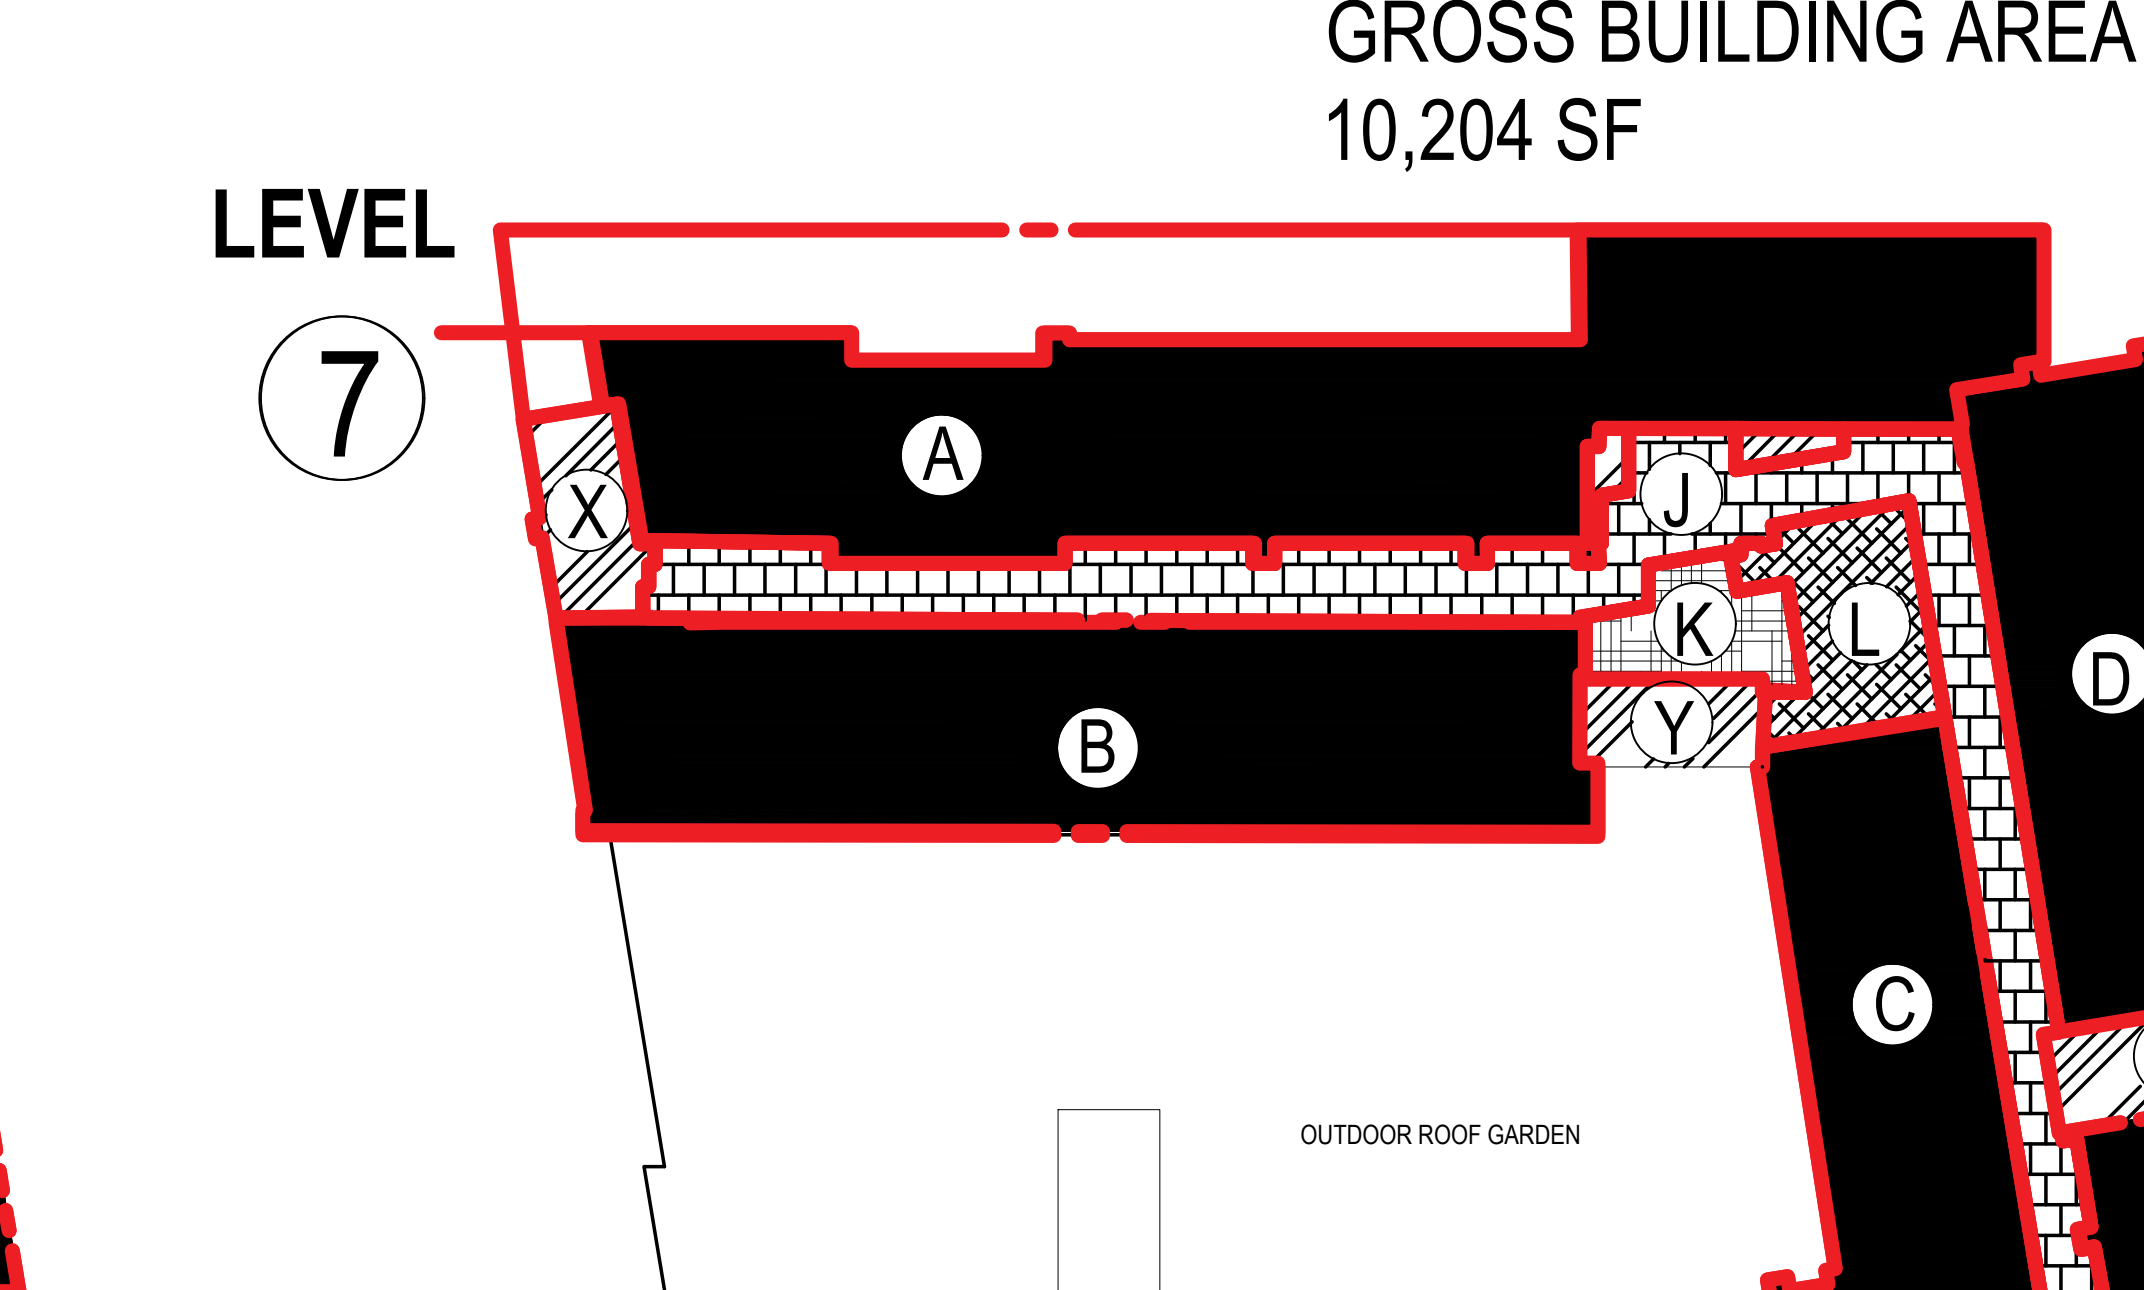 GROSS BUILDING AREA
10,204 SF
LEVEL
7
A
X
J
K
L
D
Y
B
C
OUTDOOR ROOF GARDEN